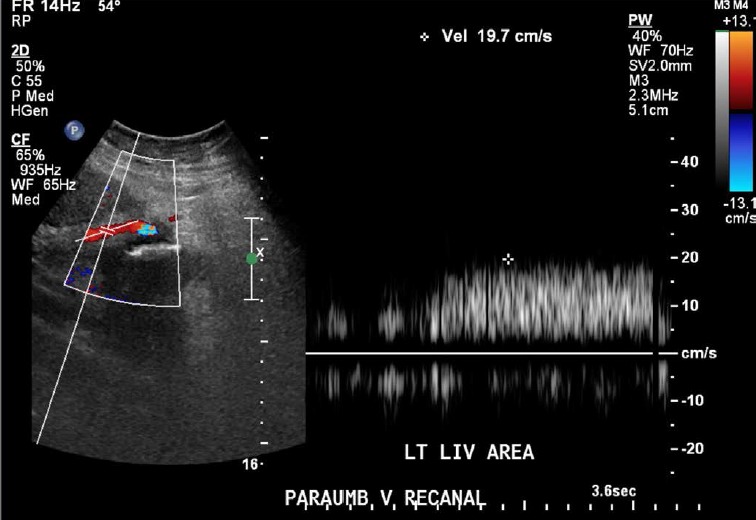 FR 14Hz 54°
RP
2D
50%
C 55
P Med
HGen
CF
65%
935Hz
WF 65Hz
Med
P
X
16
Vel 19.7 cm/s
PW
40%
WF 70Hz
SV2.0mm
M3
2.3MHz
5.1cm
M3 M4
+13.
-13.1
cm/s
40
30
20
10
cm/s
-10
-20
LT LIV AREA
PARAUMB V RECANAL
3.6sec